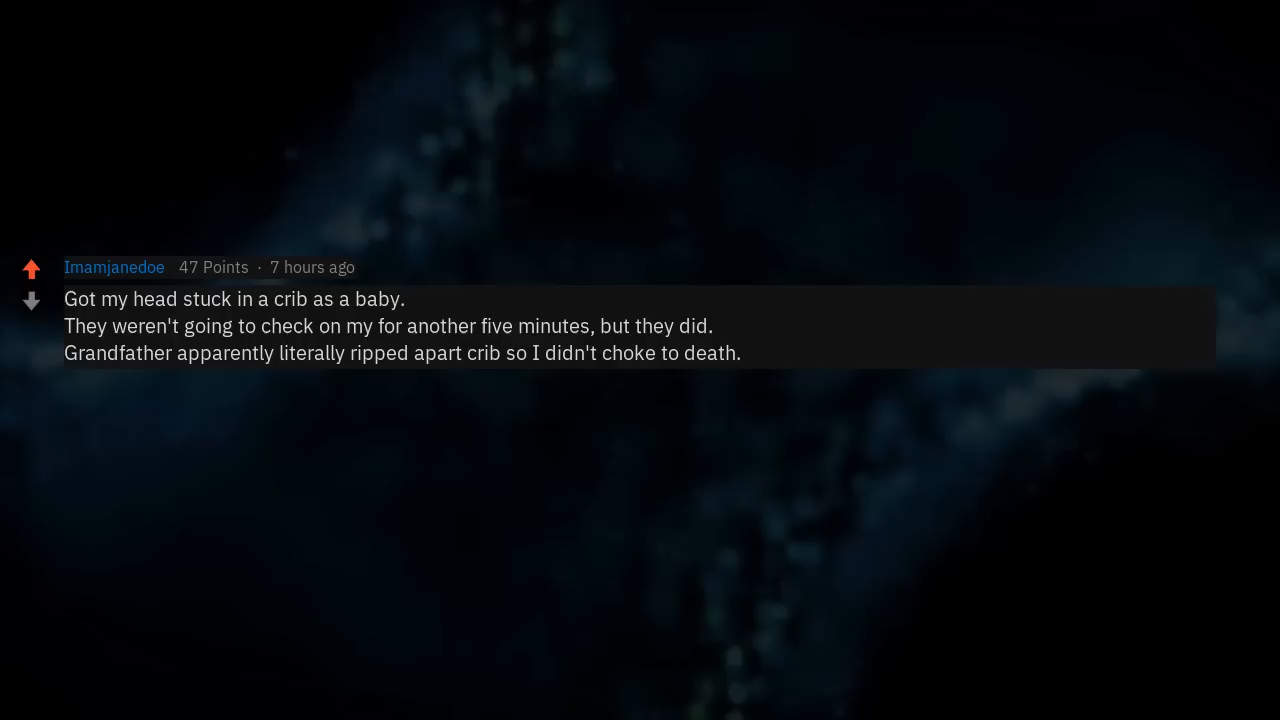 Imamjanedoe 47 Points · 7 hours ago
Got my head stuck in a crib as a baby.
They weren't going to check on my for another five minutes, but they did.
Grandfather apparently literally ripped apart crib so I didn't choke to death.